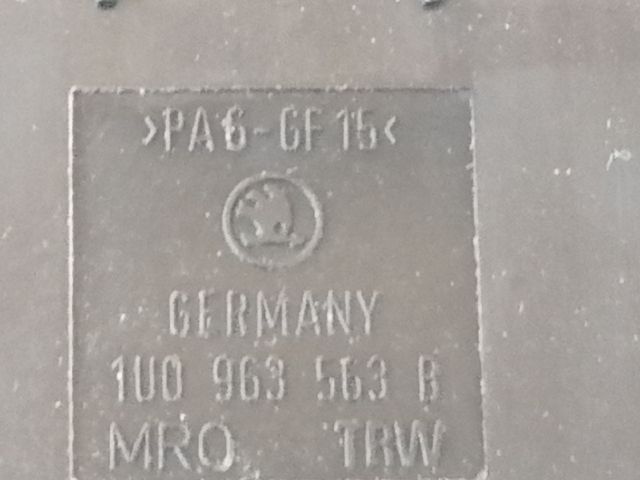 >PA6-GF15<
GERMANY
1U0 963 563 B
MRO TRW